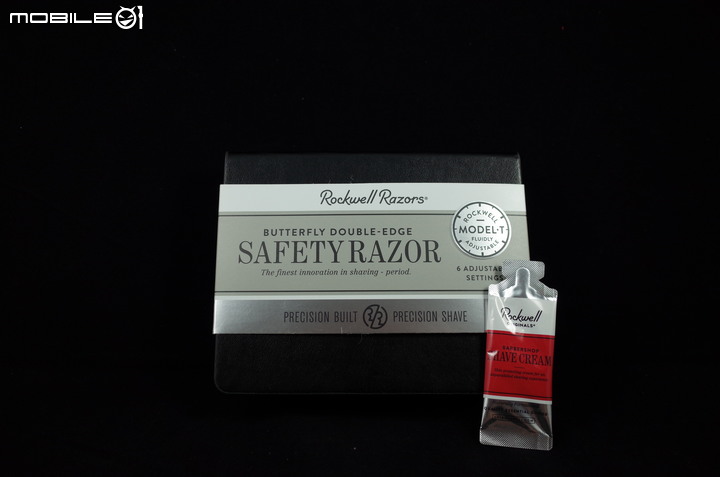 MOBILE01
Rockwell Razors®
BUTTERFLY DOUBLE-EDGE
SAFETY RAZOR
The finest innovation in shaving - period.
ROCKWELL
MODEL·T
FLUIDLY
ADJUSTABLE
6 ADJUSTAB
SETTINGS
PRECISION BUILT RR PRECISION SHAVE
Rockwell
ORIGINALS®
BARBERSHOP
SHAVE CREAM